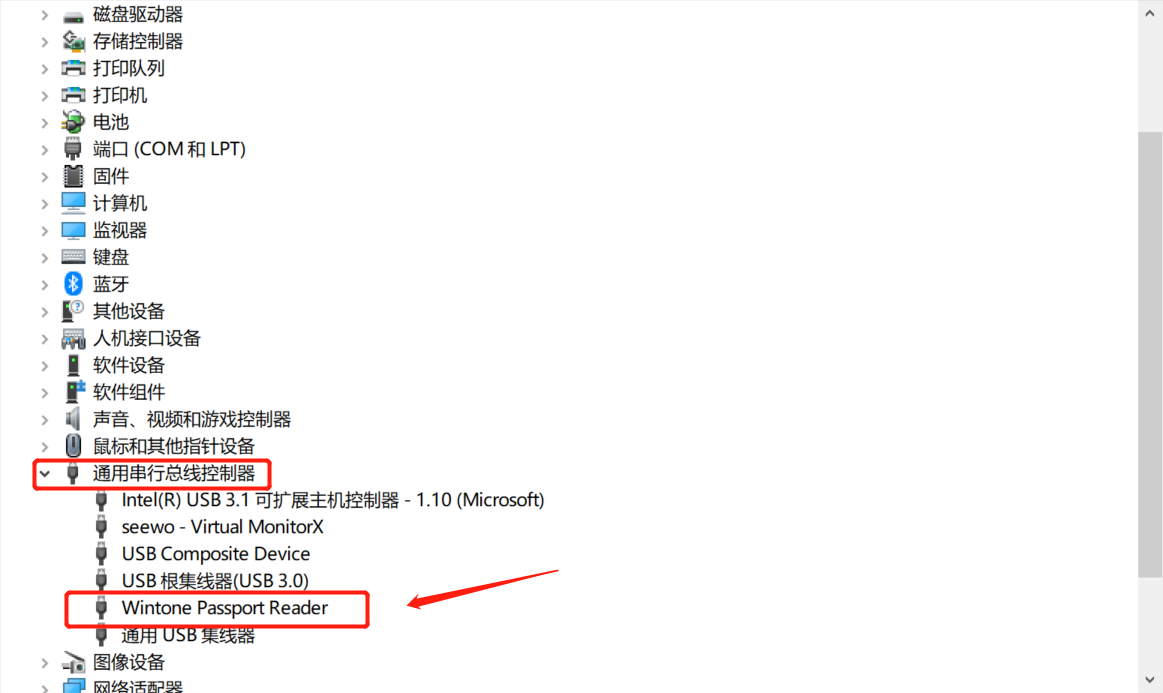 磁盘驱动器
存储控制器
打印队列
打印机
电池
端口 (COM 和 LPT)
固件
计算机
监视器
键盘
蓝牙
其他设备
人机接口设备
软件设备
软件组件
声音、视频和游戏控制器
鼠标和其他指针设备
通用串行总线控制器
Intel(R) USB 3.1 可扩展主机控制器 - 1.10 (Microsoft)
seewo - Virtual MonitorX
USB Composite Device
USB 根集线器(USB 3.0)
Wintone Passport Reader
通用 USB 集线器
图像设备
网络适配器